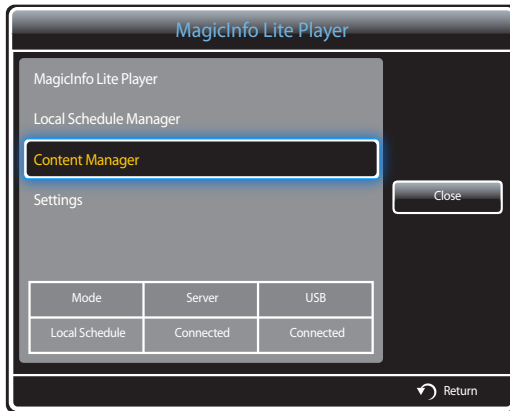 MagicInfo Lite Player
MagicInfo Lite Player
Local Schedule Manager
Content Manager
Settings
Close
Mode Server USB
Local Schedule Connected Connected
Return